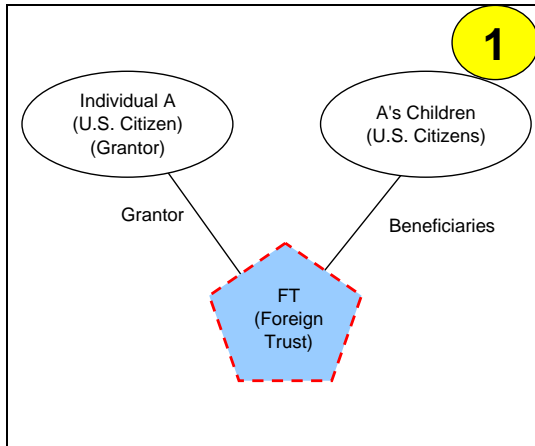 1
Individual A
(U.S. Citizen)
(Grantor)
A's Children
(U.S. Citizens)
Grantor
Beneficiaries
FT
(Foreign
Trust)